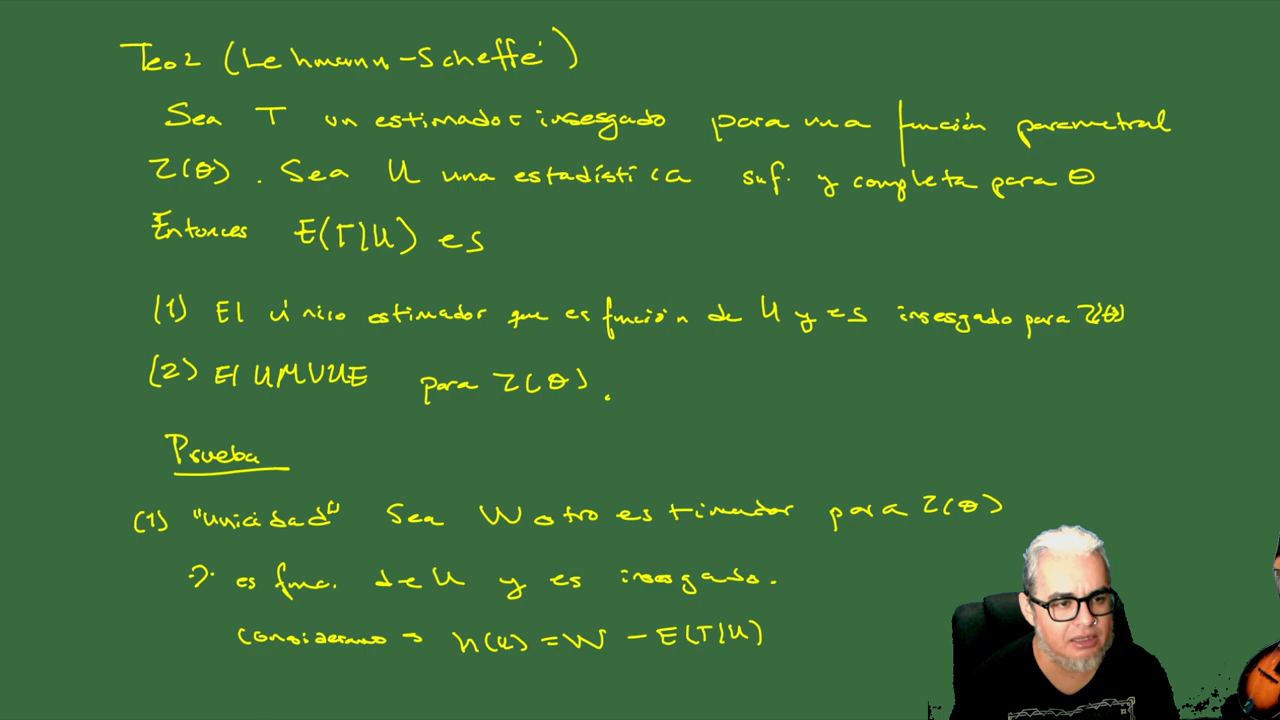 Teo 2 (Lehmann-Scheffé)
Sea T un estimador insesgado para una función parametral
τ(θ). Sea U una estadística suf. y completa para θ
Entonces E(T|U) es
(1) El único estimador que es función de U y es insesgado para τ(θ)
(2) El UMVUE para τ(θ).
Prueba
(1) "unicidad" Sea W otro estimador para τ(θ)
∋ es func. de U y es insesgado.
Consideramos h(U) = W - E(T|U)